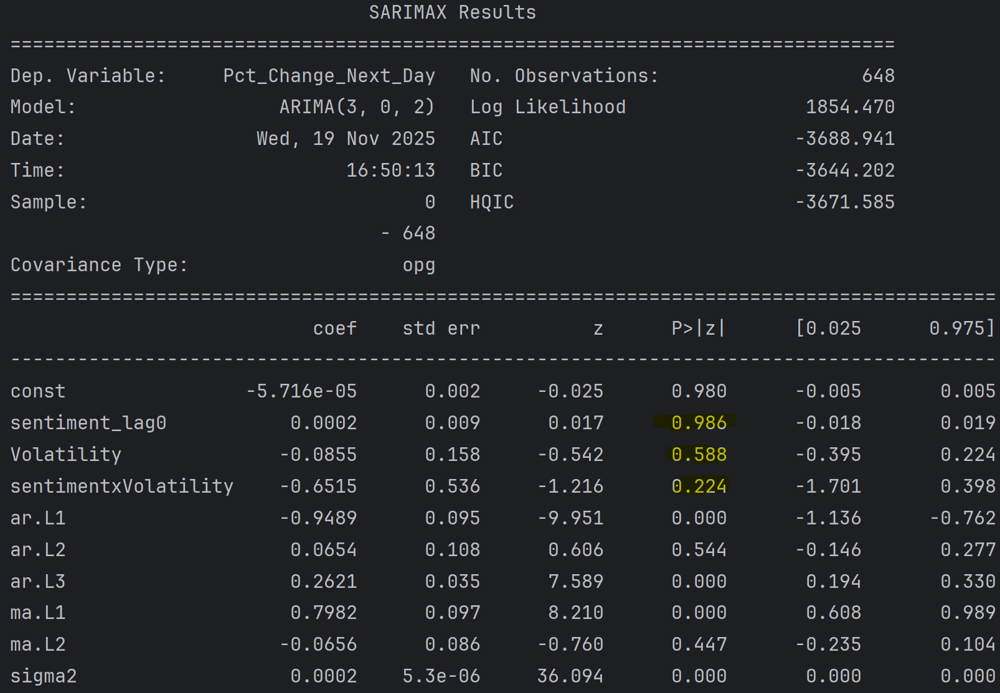 SARIMAX Results
==============================================================================
Dep. Variable: Pct_Change_Next_Day No. Observations: 648
Model: ARIMA(3, 0, 2) Log Likelihood 1854.470
Date: Wed, 19 Nov 2025 AIC -3688.941
Time: 16:50:13 BIC -3644.202
Sample: 0 HQIC -3671.585
- 648
Covariance Type: opg
========================================================================================
coef std err z P>|z| [0.025 0.975]
----------------------------------------------------------------------------------------
const -5.716e-05 0.002 -0.025 0.980 -0.005 0.005
sentiment_lag0 0.0002 0.009 0.017 0.986 -0.018 0.019
Volatility -0.0855 0.158 -0.542 0.588 -0.395 0.224
sentimentxVolatility -0.6515 0.536 -1.216 0.224 -1.701 0.398
ar.L1 -0.9489 0.095 -9.951 0.000 -1.136 -0.762
ar.L2 0.0654 0.108 0.606 0.544 -0.146 0.277
ar.L3 0.2621 0.035 7.589 0.000 0.194 0.330
ma.L1 0.7982 0.097 8.210 0.000 0.608 0.989
ma.L2 -0.0656 0.086 -0.760 0.447 -0.235 0.104
sigma2 0.0002 5.3e-06 36.094 0.000 0.000 0.000